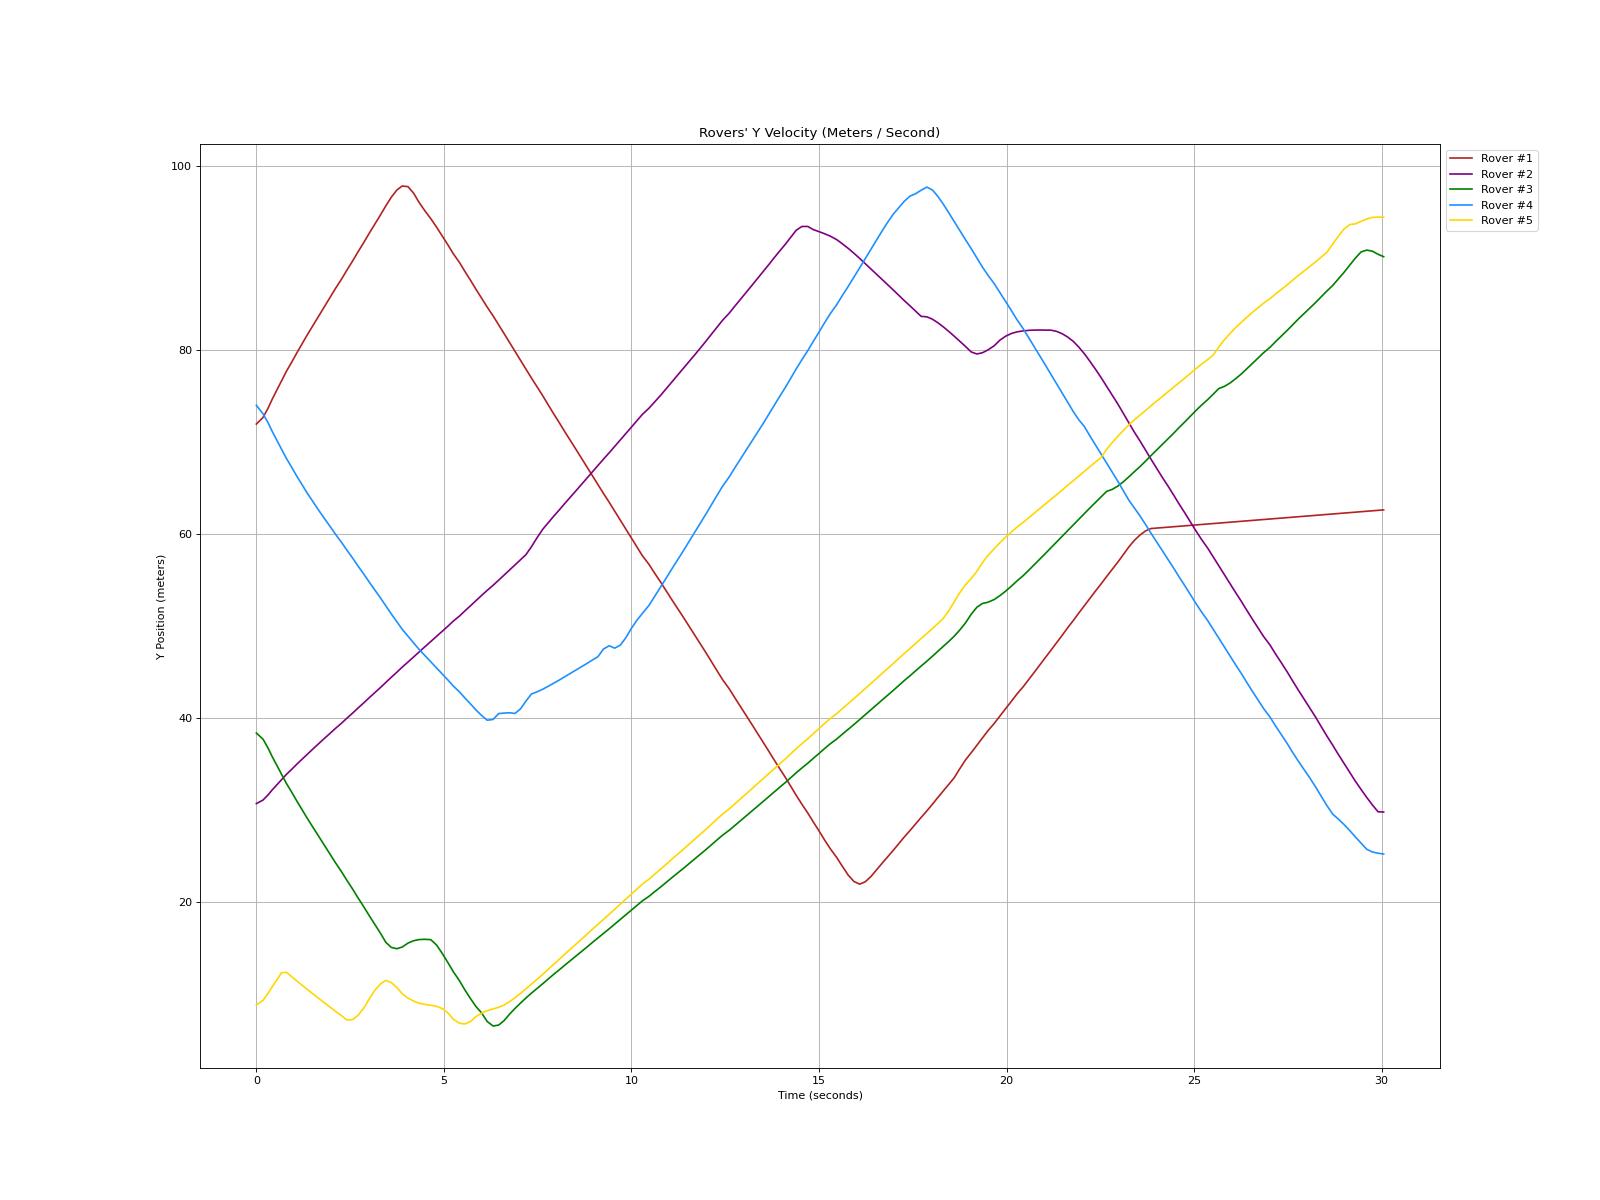 Rovers' Y Velocity (Meters / Second)
Rover #1
Rover #2
Rover #3
Rover #4
Rover #5
Y Position (meters)
100
80
60
40
20
0 5 10 15 20 25 30
Time (seconds)